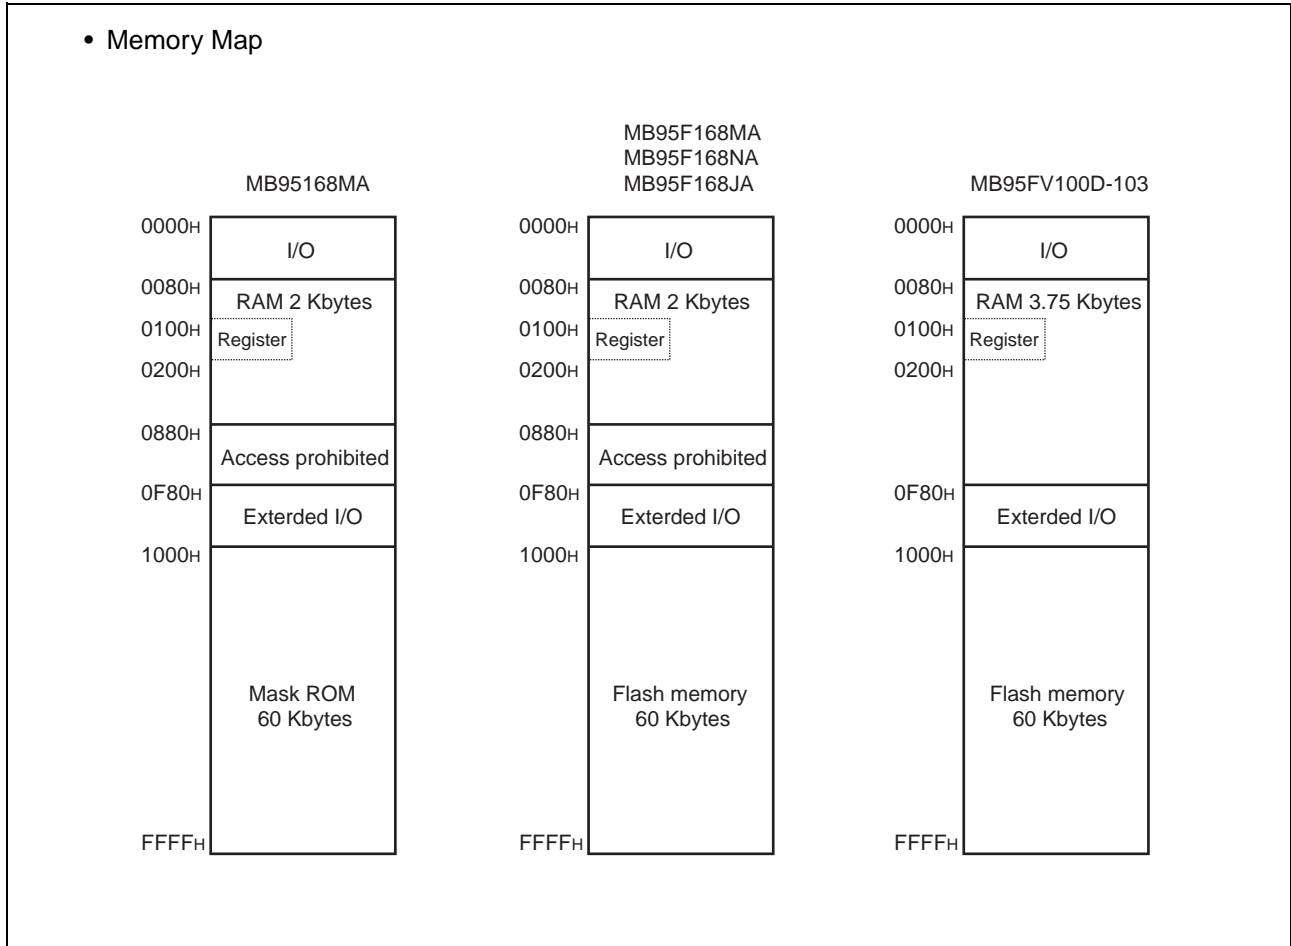 • Memory Map
MB95168MA
0000H
I/O
0080H
RAM 2 Kbytes
0100H
Register
0200H
0880H
Access prohibited
0F80H
Exterded I/O
1000H
Mask ROM
60 Kbytes
FFFFH
MB95F168MA
MB95F168NA
MB95F168JA
0000H
I/O
0080H
RAM 2 Kbytes
0100H
Register
0200H
0880H
Access prohibited
0F80H
Exterded I/O
1000H
Flash memory
60 Kbytes
FFFFH
MB95FV100D-103
0000H
I/O
0080H
RAM 3.75 Kbytes
0100H
Register
0200H
0F80H
Exterded I/O
1000H
Flash memory
60 Kbytes
FFFFH